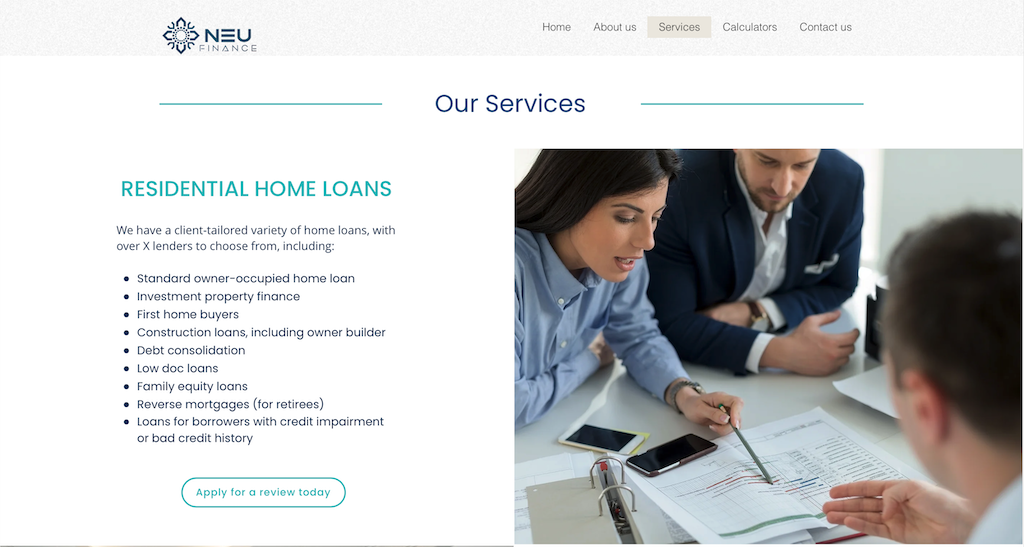 NEU
FINANCE
Home
About us
Services
Calculators
Contact us
Our Services
RESIDENTIAL HOME LOANS
We have a client-tailored variety of home loans, with
over X lenders to choose from, including:
● Standard owner-occupied home loan
● Investment property finance
● First home buyers
● Construction loans, including owner builder
● Debt consolidation
● Low doc loans
● Family equity loans
● Reverse mortgages (for retirees)
● Loans for borrowers with credit impairment
or bad credit history
Apply for a review today